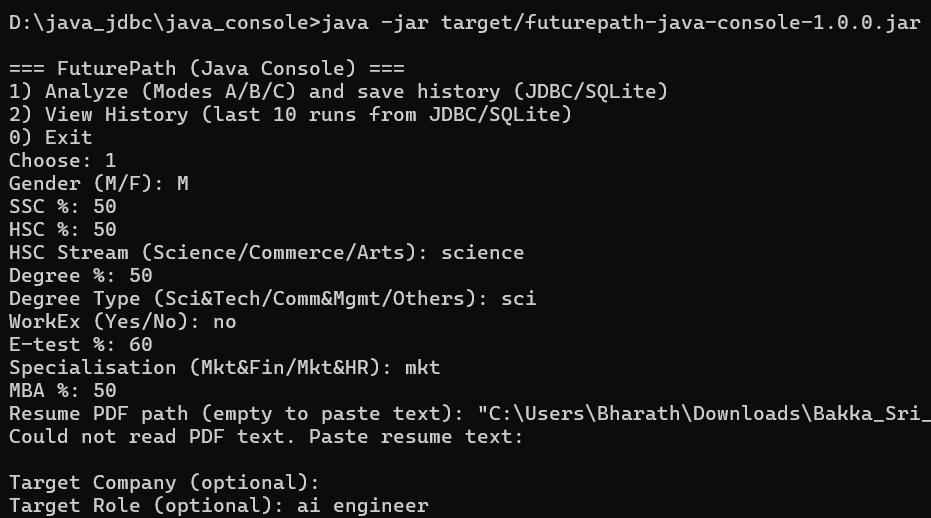 D:\java_jdbc\java_console>java -jar target/futurepath-java-console-1.0.0.jar
=== FuturePath (Java Console) ===
1) Analyze (Modes A/B/C) and save history (JDBC/SQLite)
2) View History (last 10 runs from JDBC/SQLite)
0) Exit
Choose: 1
Gender (M/F): M
SSC %: 50
HSC %: 50
HSC Stream (Science/Commerce/Arts): science
Degree %: 50
Degree Type (Sci&Tech/Comm&Mgmt/Others): sci
WorkEx (Yes/No): no
E-test %: 60
Specialisation (Mkt&Fin/Mkt&HR): mkt
MBA %: 50
Resume PDF path (empty to paste text): "C:\Users\Bharath\Downloads\Bakka_Sri_
Could not read PDF text. Paste resume text:
Target Company (optional):
Target Role (optional): ai engineer